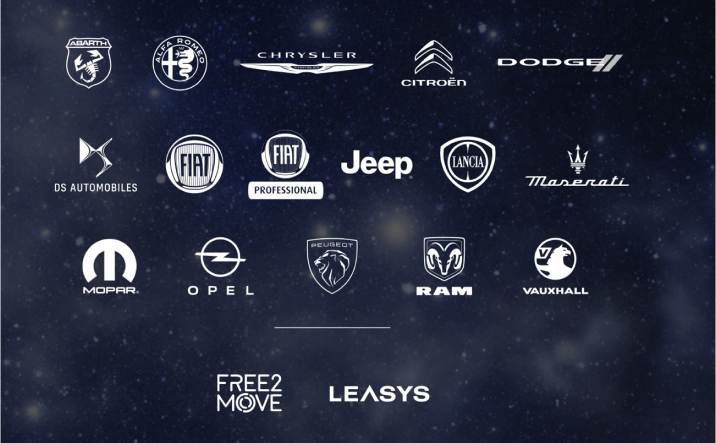 ABARTH
ALFA ROMEO
CHRYSLER
CITROËN
DODGE
DS AUTOMOBILES
FIAT
FIAT
PROFESSIONAL
Jeep
LANCIA
Maserati
MOPAR
OPEL
PEUGEOT
RAM
V
VAUXHALL
FREE2
MOVE
LEASYS